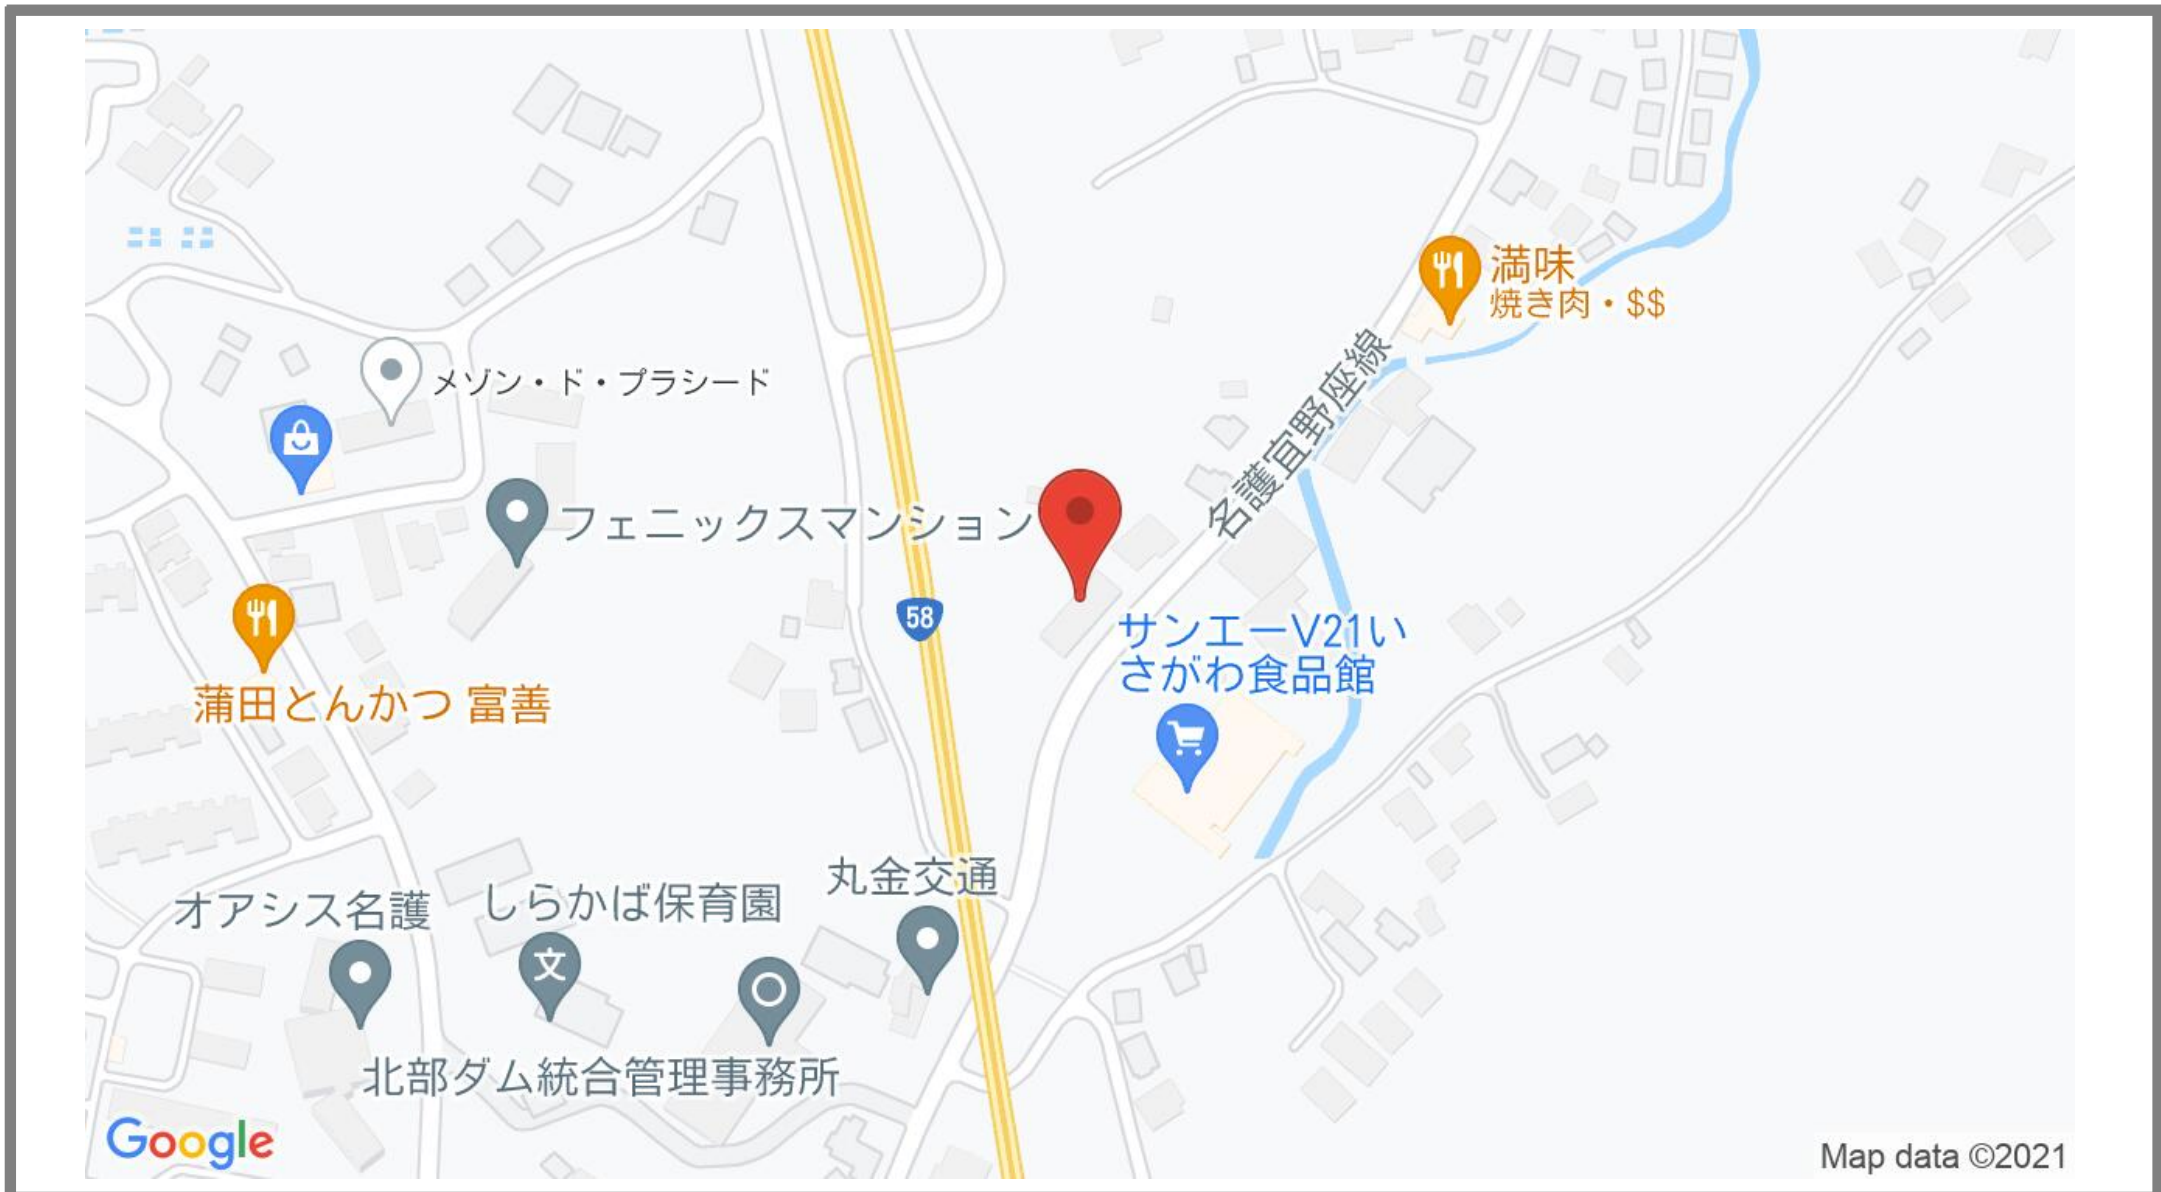 満味
焼き肉・$$
名護宜野座線
メゾン・ド・プラシード
フェニックスマンション
58
サンエーV21い
さがわ食品館
蒲田とんかつ 富善
丸金交通
オアシス名護
しらかば保育園
文
北部ダム統合管理事務所
Google
Map data ©2021